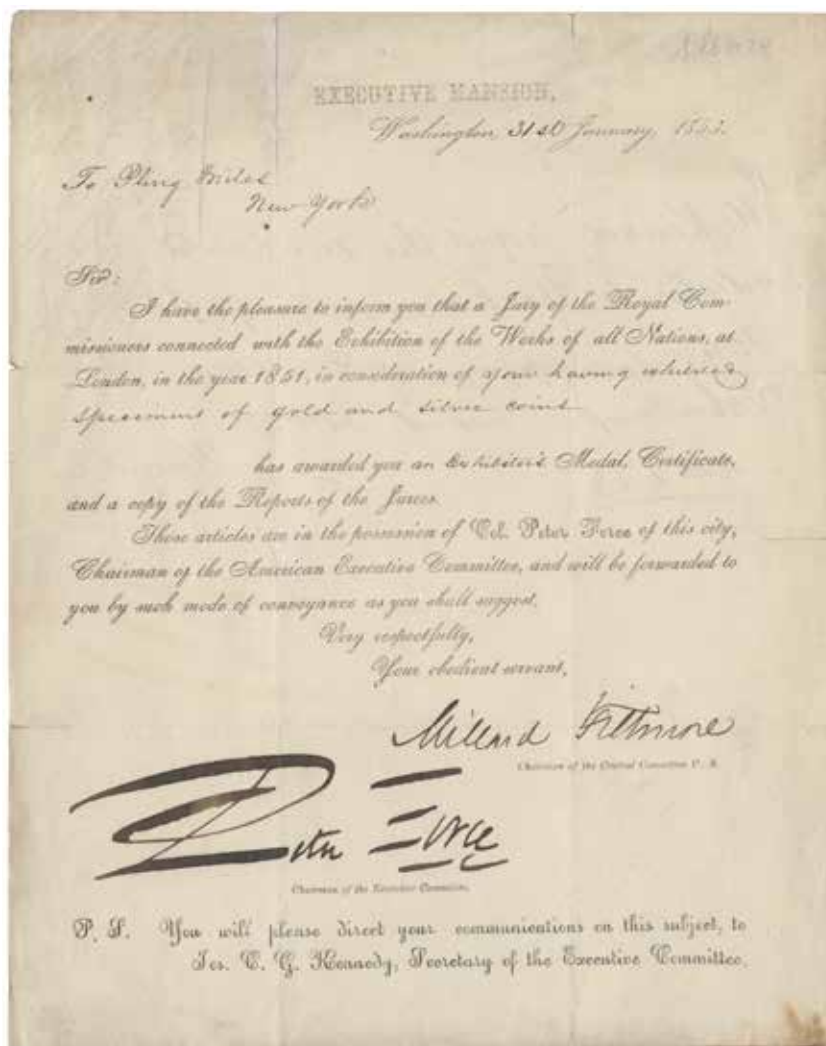 EXECUTIVE MANSION,
Washington 31st January, 1853.
To Pliny Miles
New York
Sir:
I have the pleasure to inform you that a Jury of the Royal Com-
missioners connected with the Exhibition of the Works of all Nations, at
London, in the year 1851, in consideration of your having exhibited
specimens of gold and silver coins
has awarded you an Exhibitor's Medal, Certificate,
and a copy of the Reports of the Juries.
These articles are in the possession of Col. Peter Force of this city,
Chairman of the American Executive Committee, and will be forwarded to
you by such mode of conveyance as you shall suggest.
Very respectfully,
Your obedient servant,
Millard Fillmore
Chairman of the Central Committee U. S.
Peter Force
Chairman of the Executive Committee.
P. S. You will please direct your communications on this subject, to
Jos. C. G. Kennedy, Secretary of the Executive Committee.